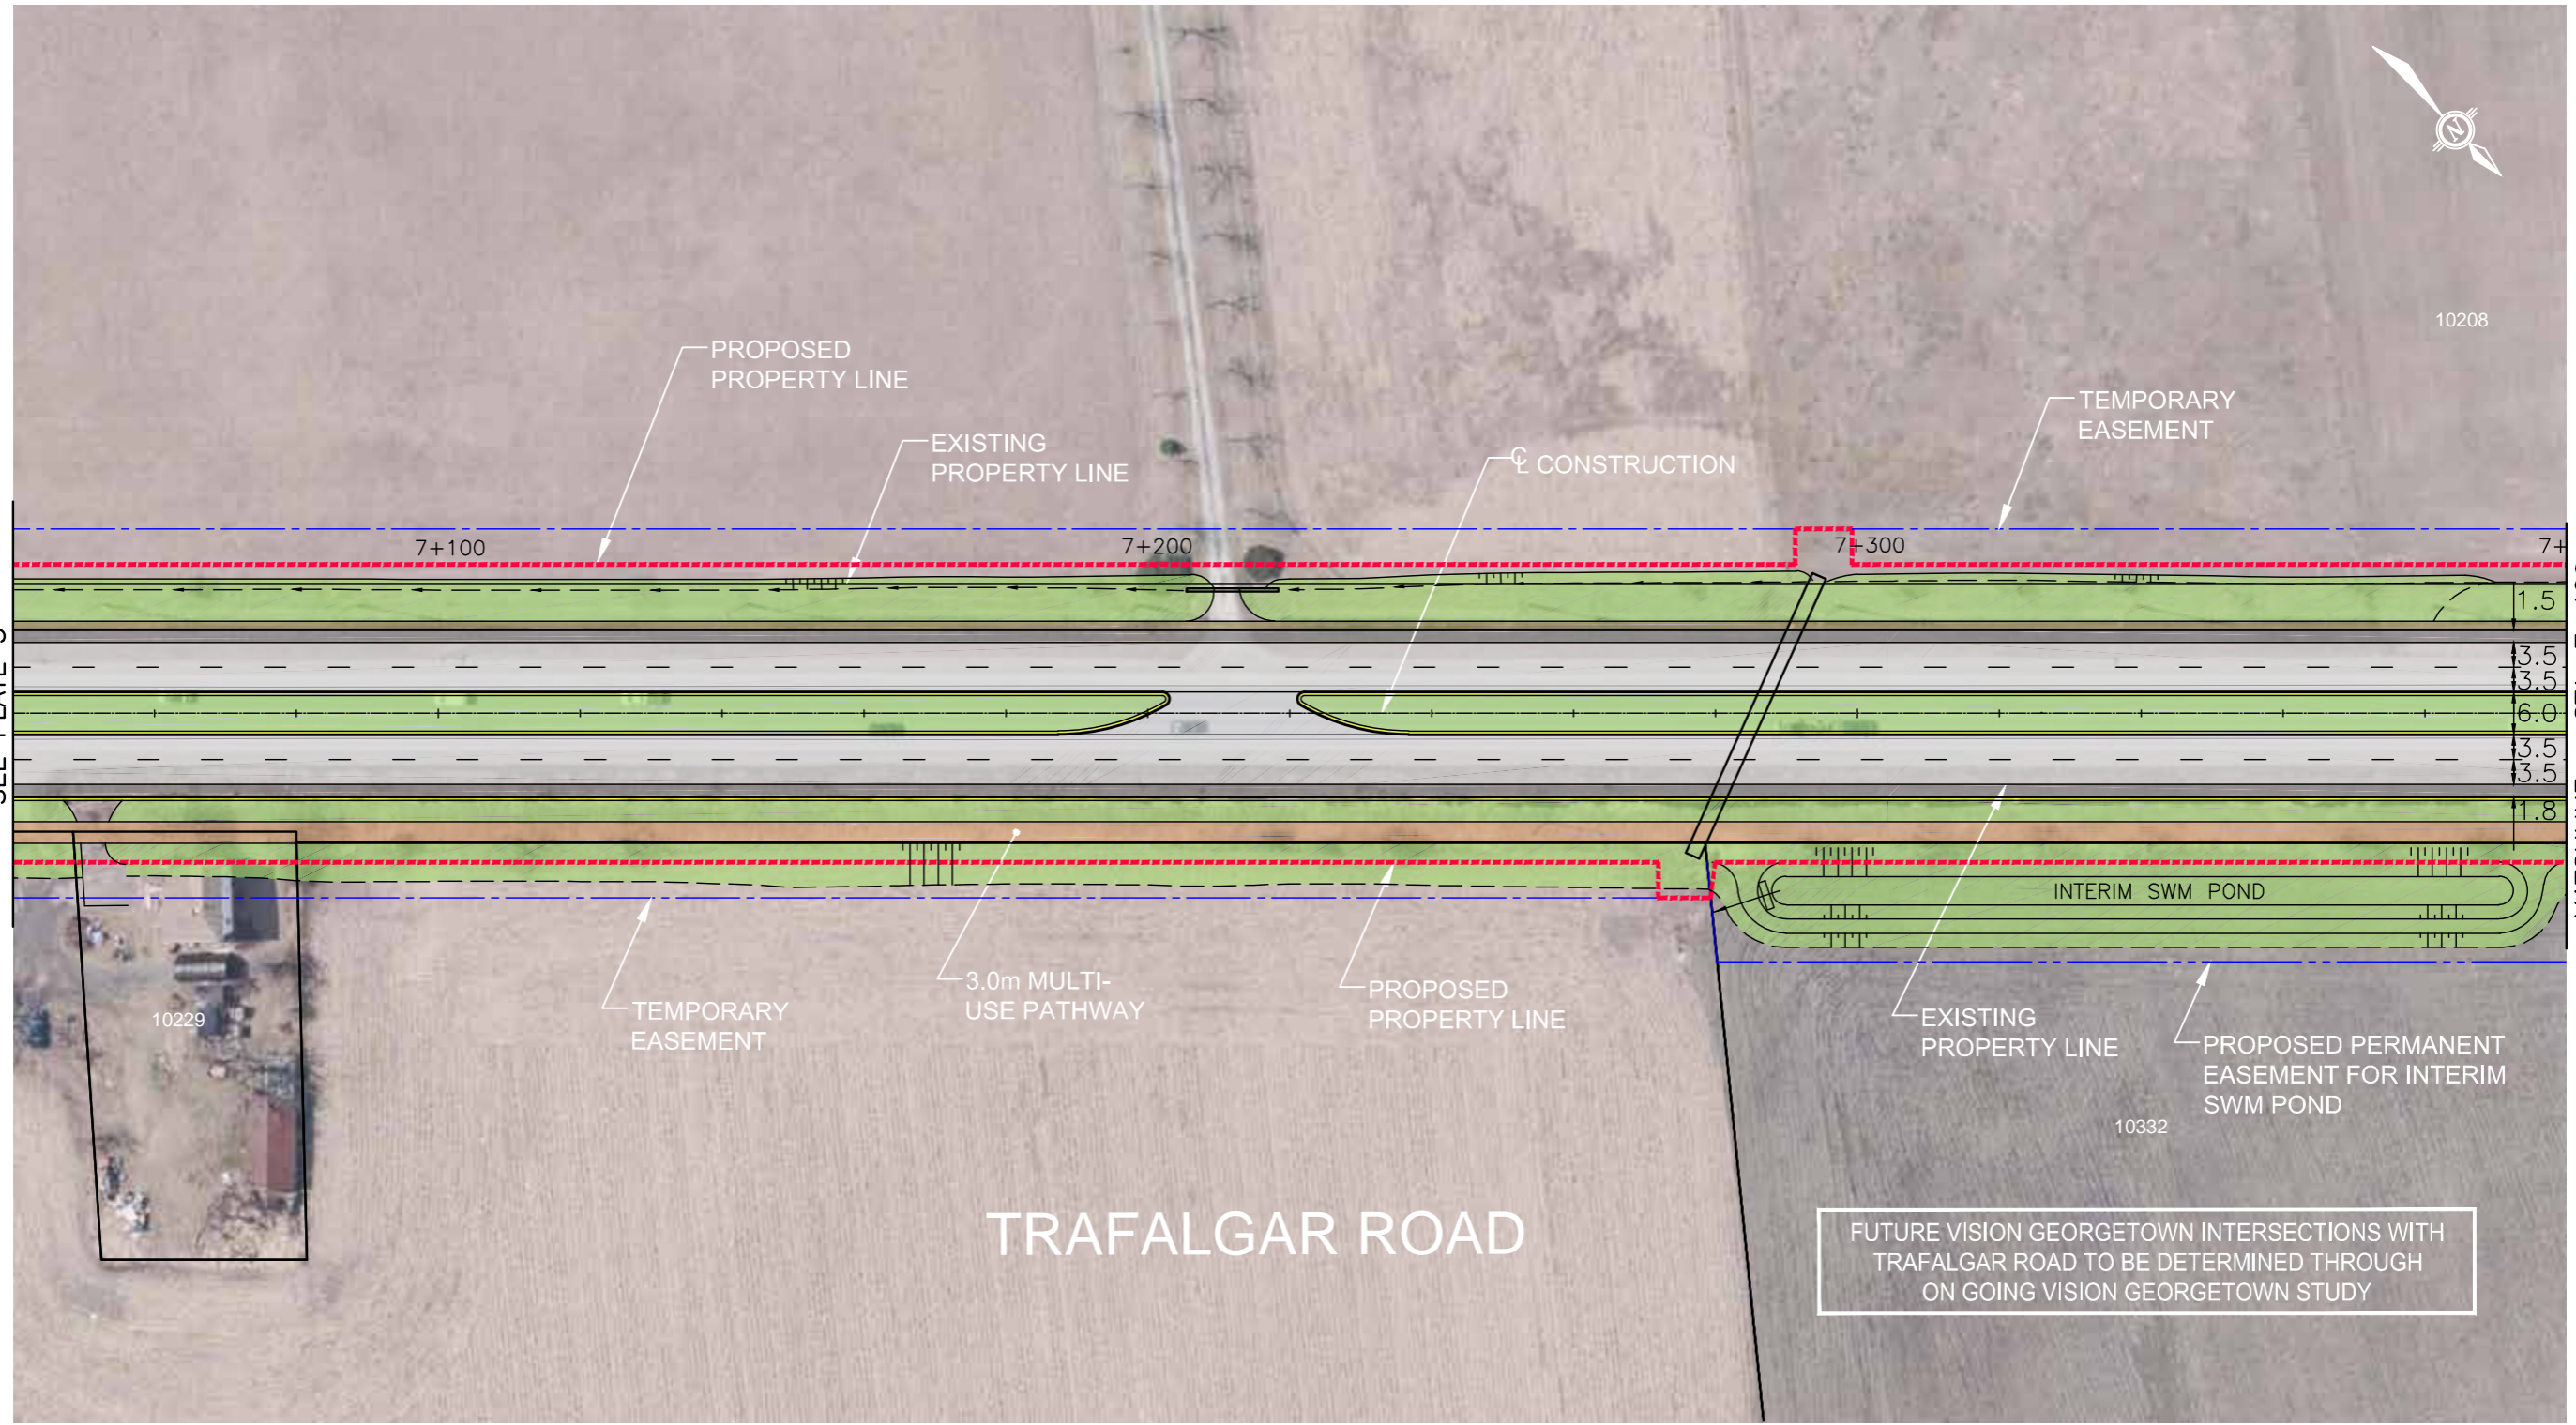 N
10208
PROPOSED
PROPERTY LINE
EXISTING
PROPERTY LINE
℄ CONSTRUCTION
TEMPORARY
EASEMENT
7+100
7+200
7+300
7+
1.5
3.5
3.5
6.0
3.5
3.5
1.8
INTERIM SWM POND
10229
TEMPORARY
EASEMENT
3.0m MULTI-
USE PATHWAY
PROPOSED
PROPERTY LINE
EXISTING
PROPERTY LINE
PROPOSED PERMANENT
EASEMENT FOR INTERIM
SWM POND
10332
TRAFALGAR ROAD
FUTURE VISION GEORGETOWN INTERSECTIONS WITH
TRAFALGAR ROAD TO BE DETERMINED THROUGH
ON GOING VISION GEORGETOWN STUDY